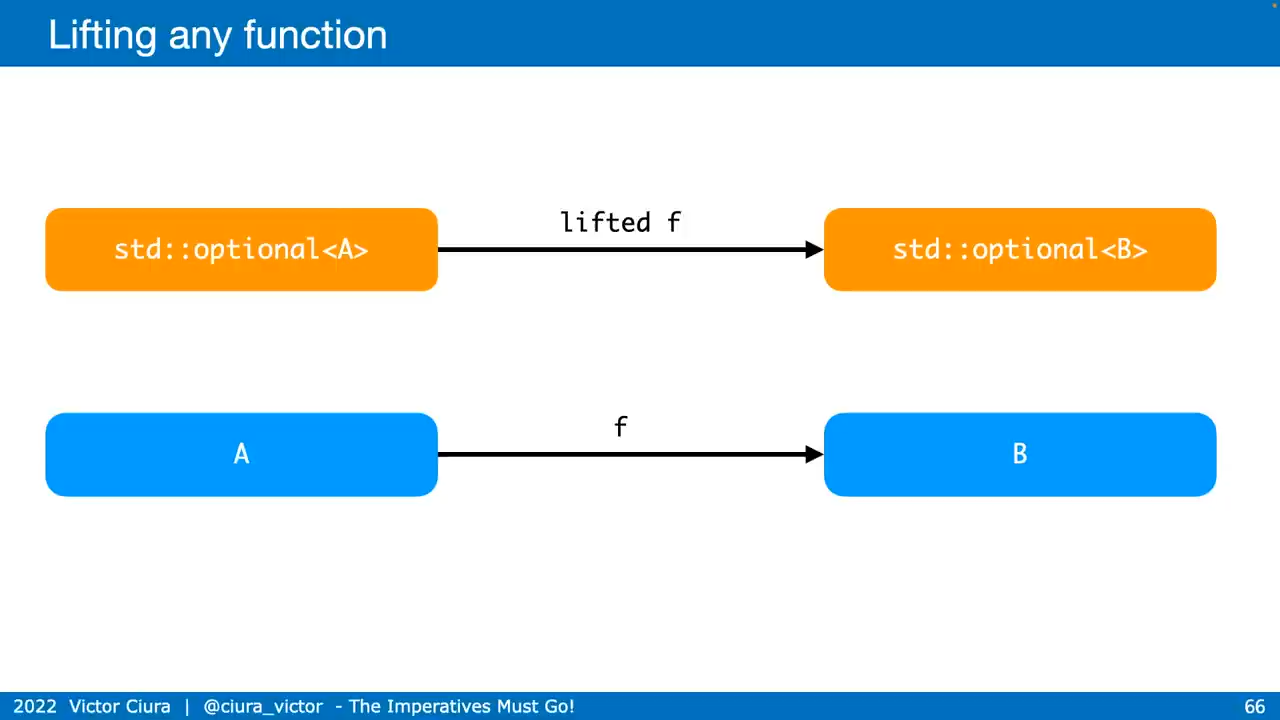 Lifting any function
lifted f
std::optional<A>
std::optional<B>
f
A
B
2022 Victor Ciura | @ciura_victor - The Imperatives Must Go!
66